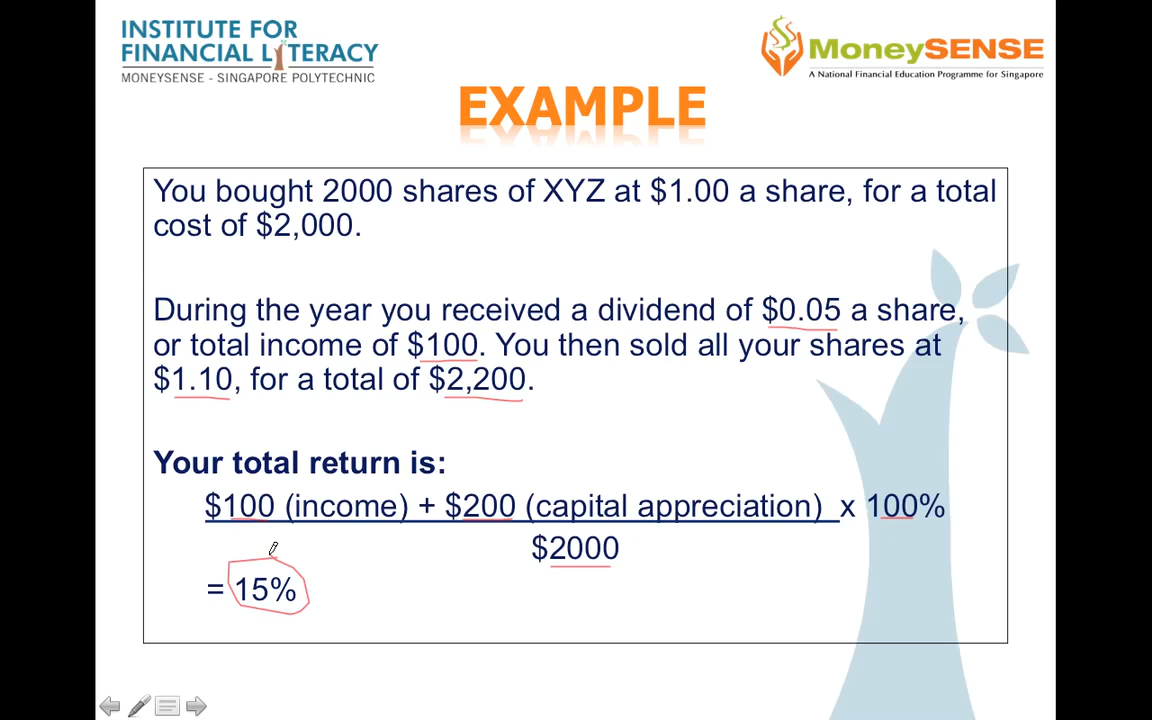 INSTITUTE FOR
FINANCIAL LITERACY
MONEYSENSE - SINGAPORE POLYTECHNIC
MoneySENSE
A National Financial Education Programme for Singapore
EXAMPLE
You bought 2000 shares of XYZ at $1.00 a share, for a total
cost of $2,000.
During the year you received a dividend of $0.05 a share,
or total income of $100. You then sold all your shares at
$1.10, for a total of $2,200.
Your total return is:
$100 (income) + $200 (capital appreciation) x 100%
$2000
= 15%